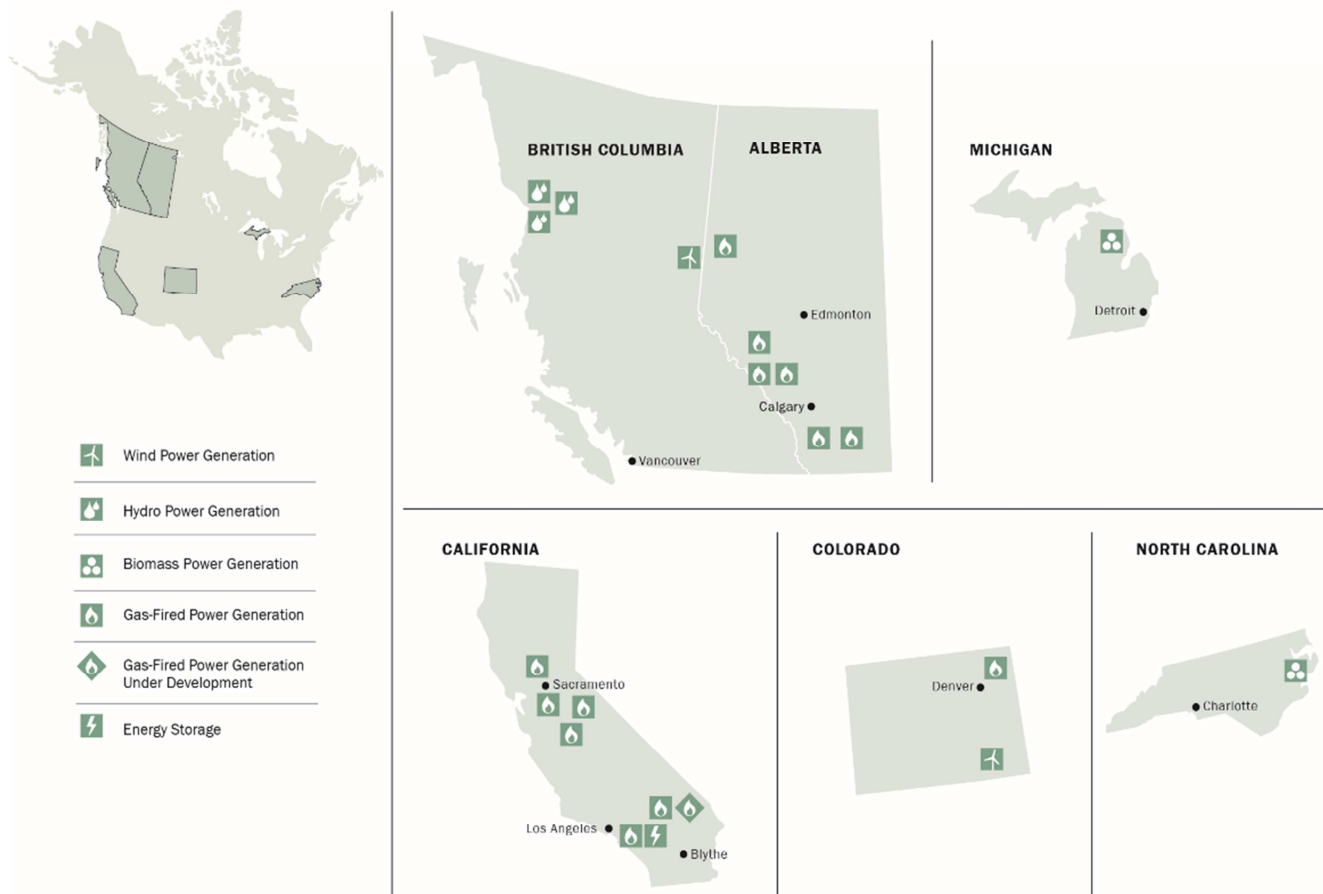 BRITISH COLUMBIA
ALBERTA
Edmonton
Calgary
Vancouver
MICHIGAN
Detroit
Wind Power Generation
Hydro Power Generation
Biomass Power Generation
Gas-Fired Power Generation
Gas-Fired Power Generation
Under Development
Energy Storage
CALIFORNIA
Sacramento
Los Angeles
Blythe
COLORADO
Denver
NORTH CAROLINA
Charlotte